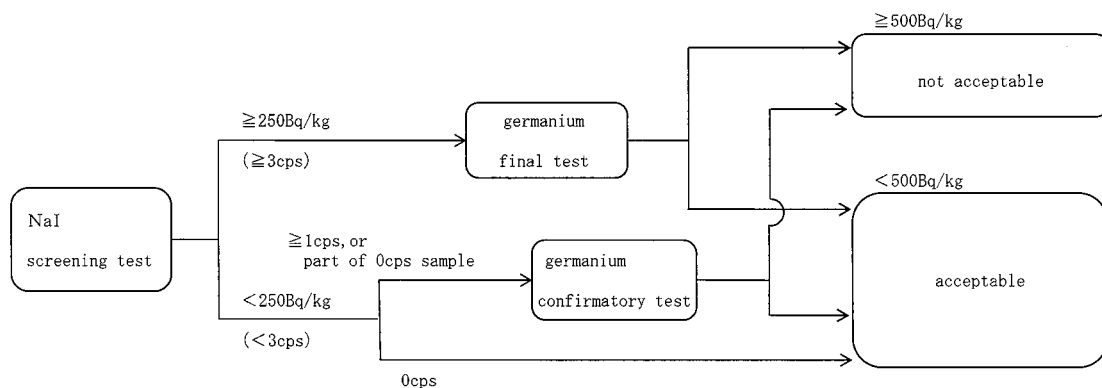 NaI
screening test
≧250Bq/kg
(≧3cps)
germanium
final test
≧1cps,or
part of 0cps sample
<250Bq/kg
(<3cps)
germanium
confirmatory test
0cps
≧500Bq/kg
not acceptable
<500Bq/kg
acceptable